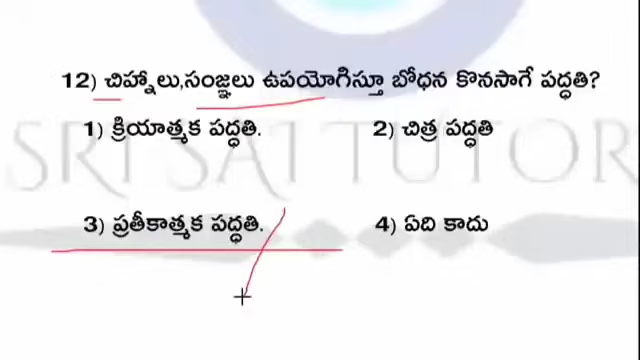 12) చిహ్నాలు,సంజ్ఞలు ఉపయోగిస్తూ బోధన కొనసాగే పద్ధతి?
1) క్రియాత్మక పద్ధతి. 2) చిత్ర పద్ధతి
SRI SAI TUTOR
3) ప్రతీకాత్మక పద్ధతి. 4) ఏది కాదు